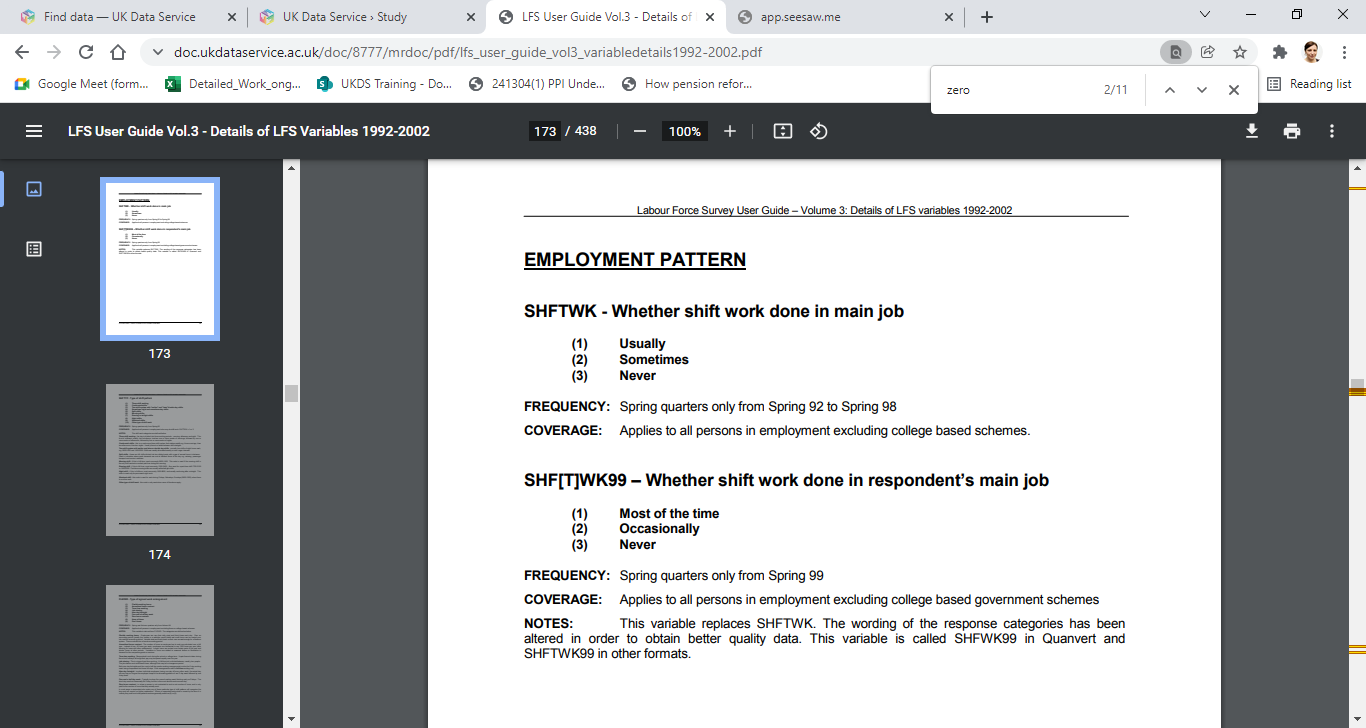 Find data — UK Data Service
UK Data Service › Study
LFS User Guide Vol.3 - Details of
app.seesaw.me
doc.ukdataservice.ac.uk/doc/8777/mrdoc/pdf/lfs_user_guide_vol3_variabledetails1992-2002.pdf
Google Meet (form...
Detailed_Work_ong...
UKDS Training - Do...
241304(1) PPI Unde...
How pension refor...
Reading list
zero
2/11
LFS User Guide Vol.3 - Details of LFS Variables 1992-2002
173 / 438
100%
173
174
Labour Force Survey User Guide – Volume 3: Details of LFS variables 1992-2002
EMPLOYMENT PATTERN
SHFTWK - Whether shift work done in main job
(1) Usually
(2) Sometimes
(3) Never
FREQUENCY: Spring quarters only from Spring 92 to Spring 98
COVERAGE: Applies to all persons in employment excluding college based schemes.
SHF[T]WK99 – Whether shift work done in respondent's main job
(1) Most of the time
(2) Occasionally
(3) Never
FREQUENCY: Spring quarters only from Spring 99
COVERAGE: Applies to all persons in employment excluding college based government schemes
NOTES: This variable replaces SHFTWK. The wording of the response categories has been
altered in order to obtain better quality data. This variable is called SHFWK99 in Quanvert and
SHFTWK99 in other formats.